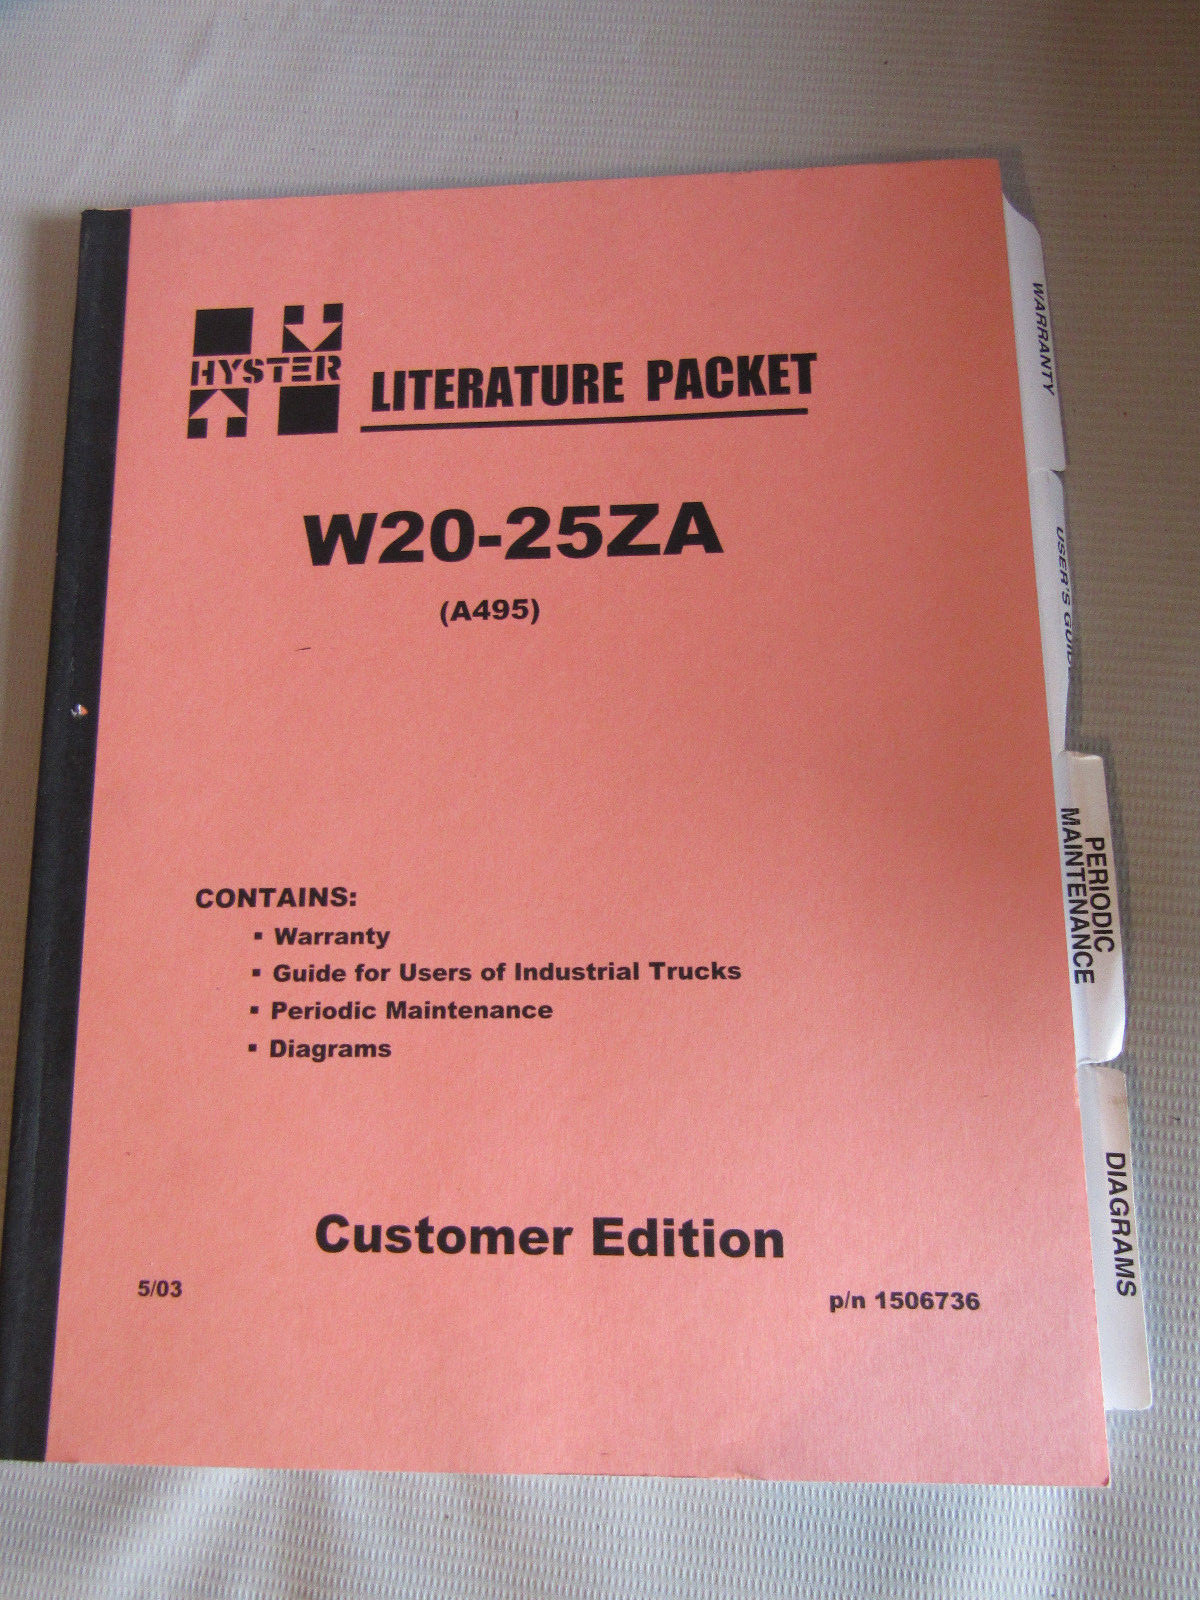 HYSTER
LITERATURE PACKET
W20-25ZA
(A495)
CONTAINS:
▪ Warranty
▪ Guide for Users of Industrial Trucks
▪ Periodic Maintenance
▪ Diagrams
Customer Edition
5/03
p/n 1506736
WARRANTY
USER'S
PERIODIC
MAINTENANCE
DIAGRAMS